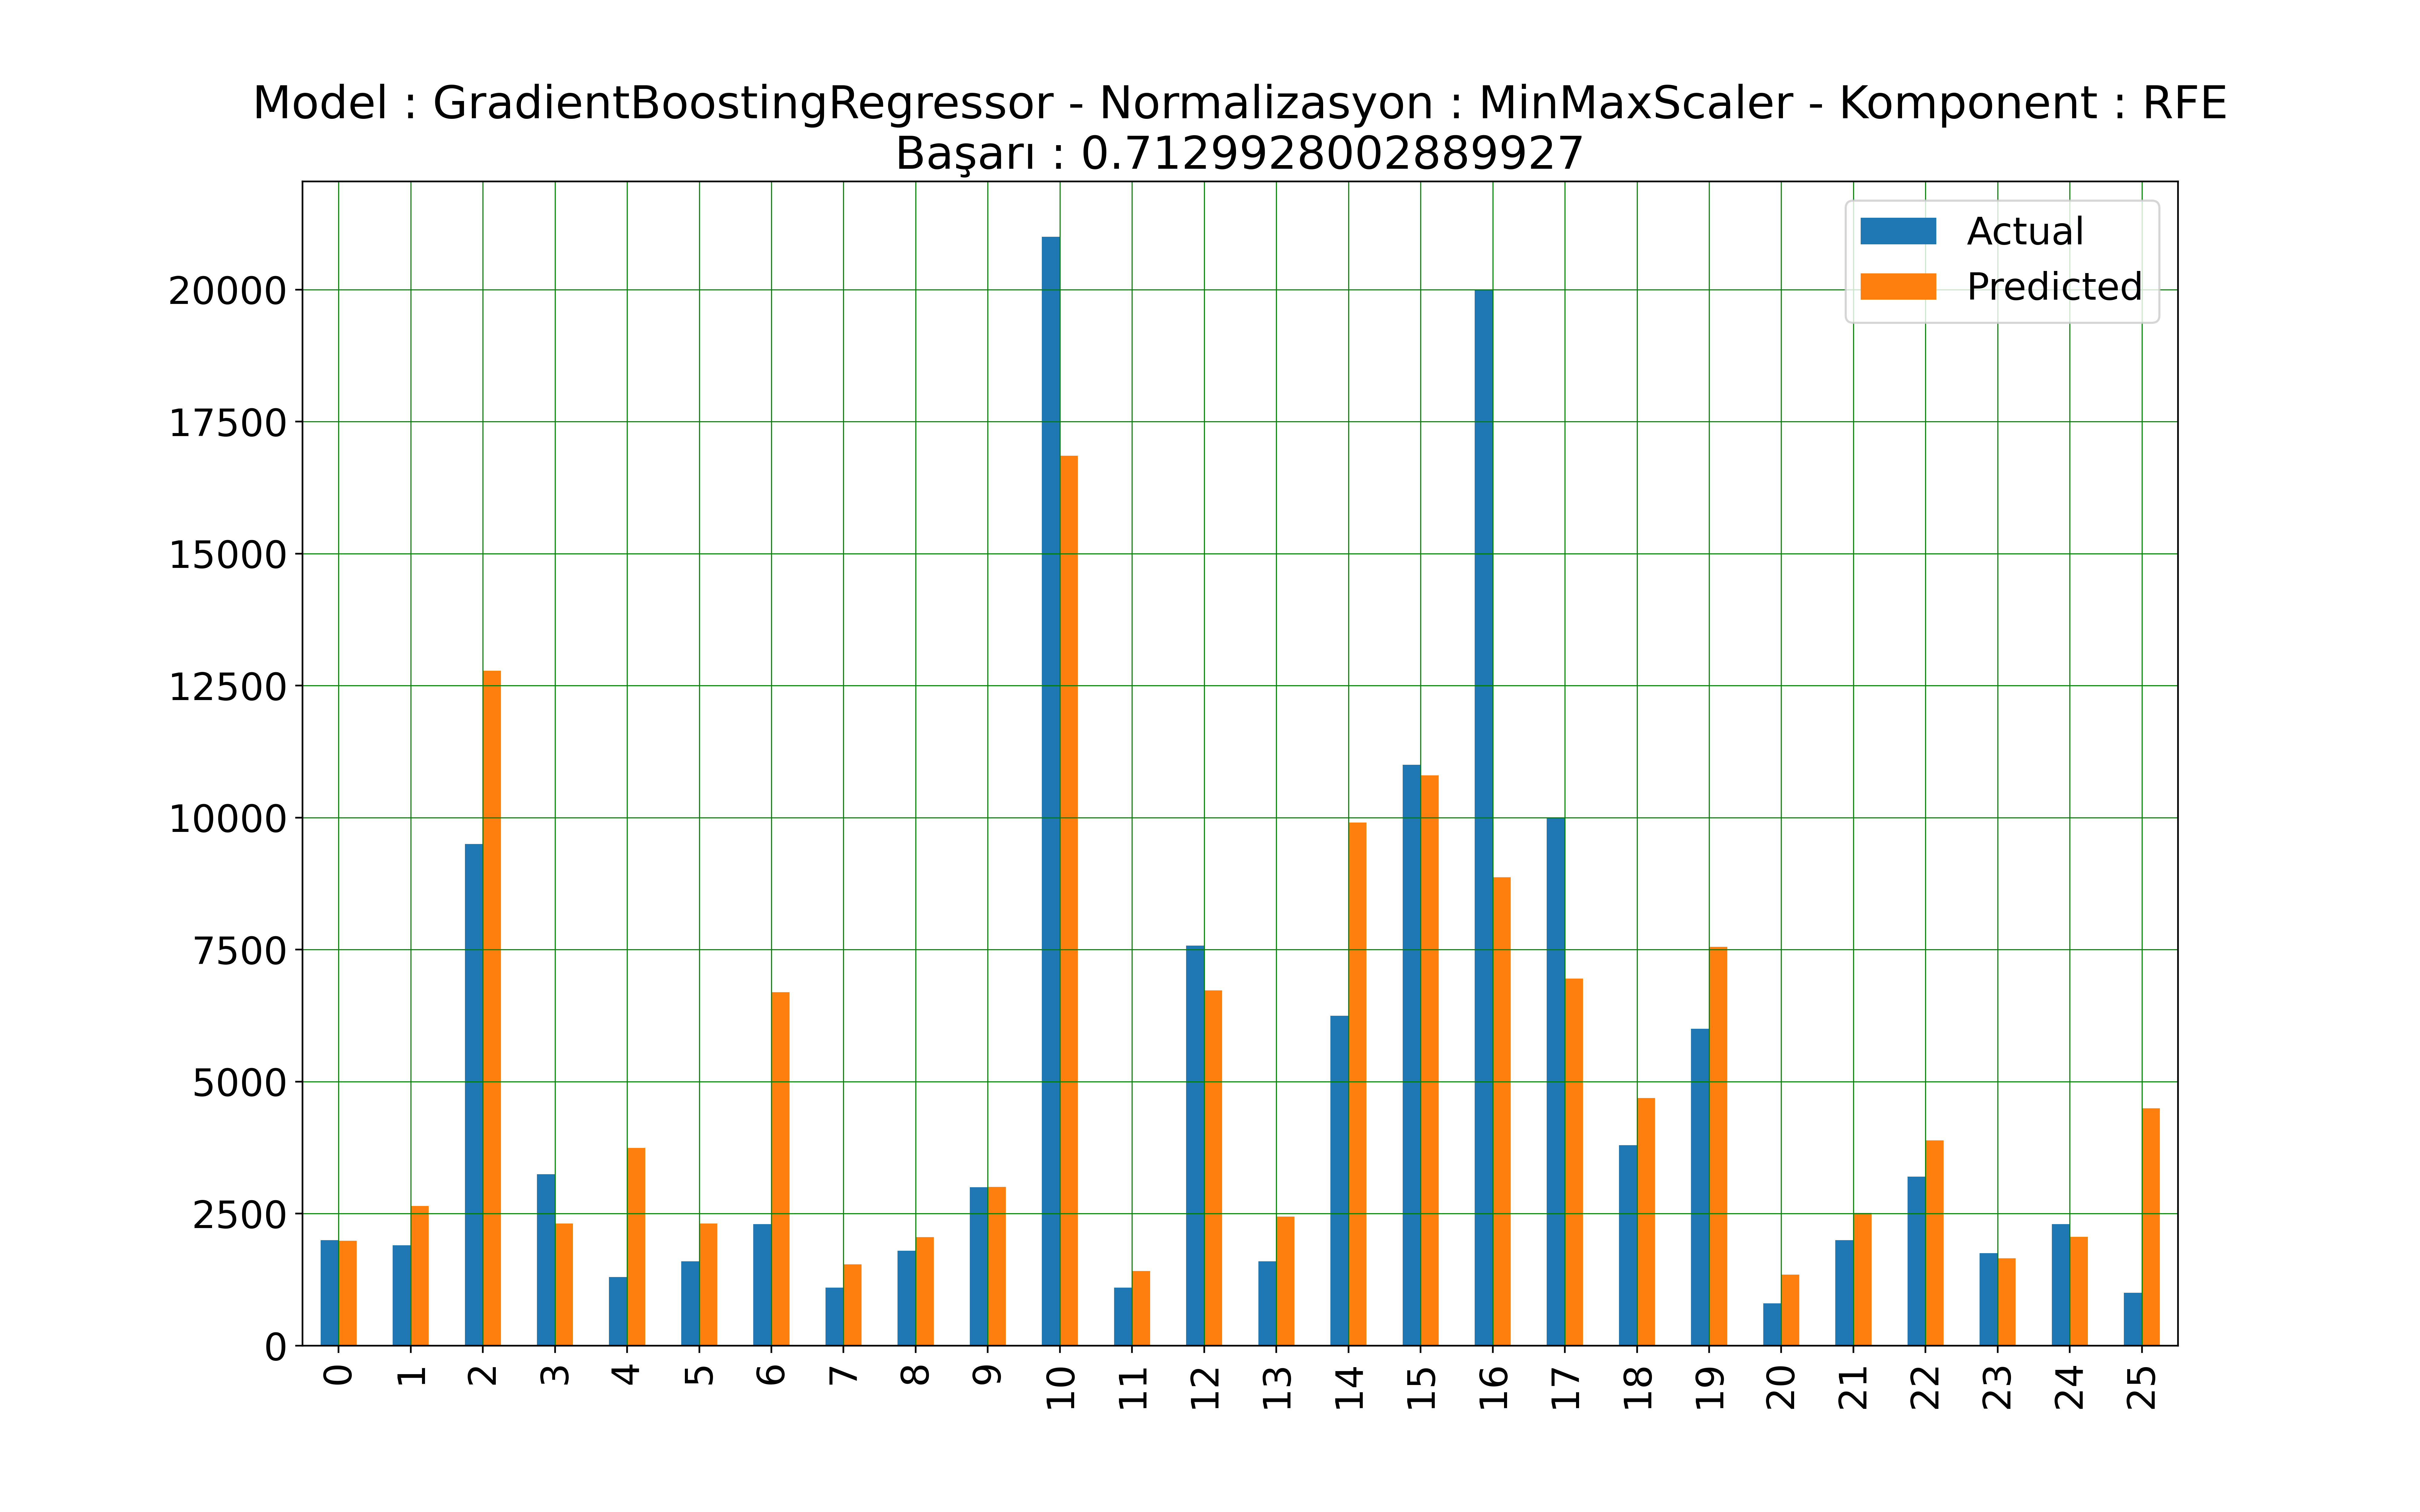 Model : GradientBoostingRegressor - Normalizasyon : MinMaxScaler - Komponent : RFE
Başarı : 0.7129928002889927
Actual
Predicted
20000
17500
15000
12500
10000
7500
5000
2500
0
0 1 2 3 4 5 6 7 8 9 10 11 12 13 14 15 16 17 18 19 20 21 22 23 24 25